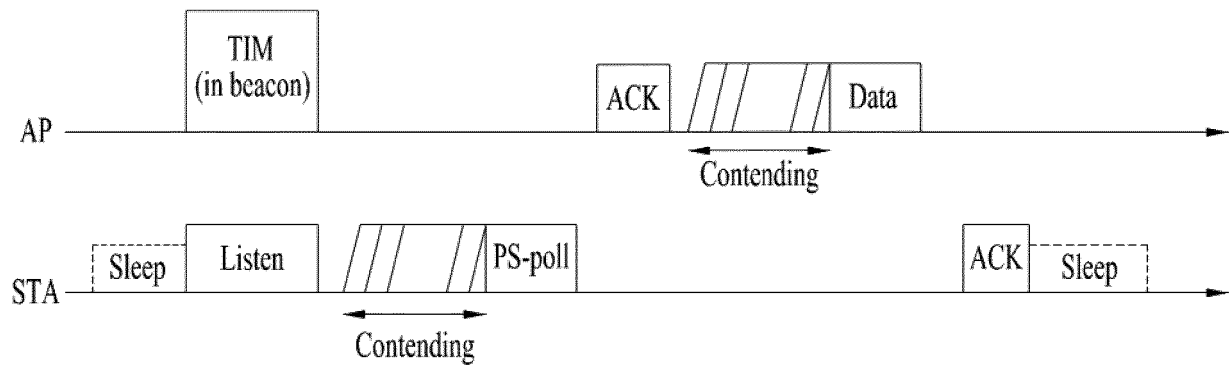 TIM
(in beacon)
ACK
Data
AP
Contending
Sleep
Listen
PS-poll
ACK
Sleep
STA
Contending